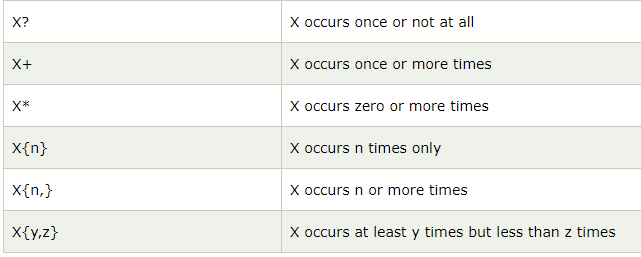 X? X occurs once or not at all
X+ X occurs once or more times
X* X occurs zero or more times
X{n} X occurs n times only
X{n,} X occurs n or more times
X{y,z} X occurs at least y times but less than z times